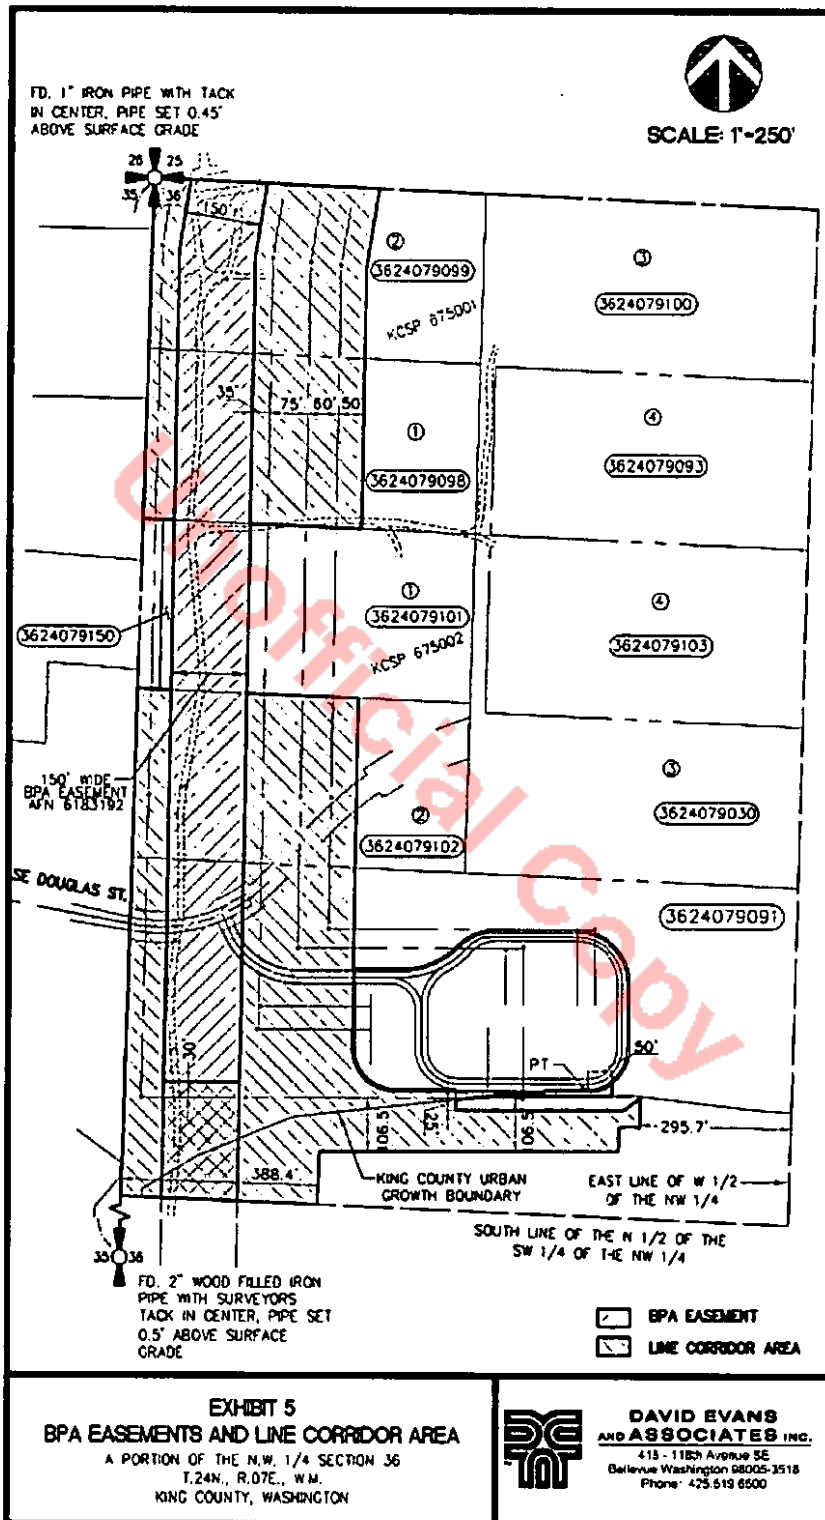 FD. 1" IRON PIPE WITH TACK
IN CENTER, PIPE SET 0.45'
ABOVE SURFACE GRADE
SCALE: 1"=250'
26 25
35 36
150'
②
3624079099
KCSP 675001
③
3624079100
35'
75' 60' 50'
①
3624079098
④
3624079093
①
3624079101
KCSP 675002
④
3624079103
3624079150
150' WIDE
BPA EASEMENT
AFN 6183192
③
3624079030
②
3624079102
SE DOUGLAS ST.
3624079091
30'
PT
50'
106.5'
25'
106.5'
295.7'
388.4'
KING COUNTY URBAN
GROWTH BOUNDARY
EAST LINE OF W 1/2
OF THE NW 1/4
SOUTH LINE OF THE N 1/2 OF THE
SW 1/4 OF THE NW 1/4
35 36
FD. 2" WOOD FILLED IRON
PIPE WITH SURVEYORS
TACK IN CENTER, PIPE SET
0.5' ABOVE SURFACE
GRADE
BPA EASEMENT
LINE CORRIDOR AREA
Unofficial Copy
EXHIBIT 5
BPA EASEMENTS AND LINE CORRIDOR AREA
A PORTION OF THE N.W. 1/4 SECTION 36
T.24N., R.07E., W.M.
KING COUNTY, WASHINGTON
DAVID EVANS
AND ASSOCIATES INC.
415 - 118th Avenue SE
Bellevue Washington 98005-3518
Phone: 425.519.6500